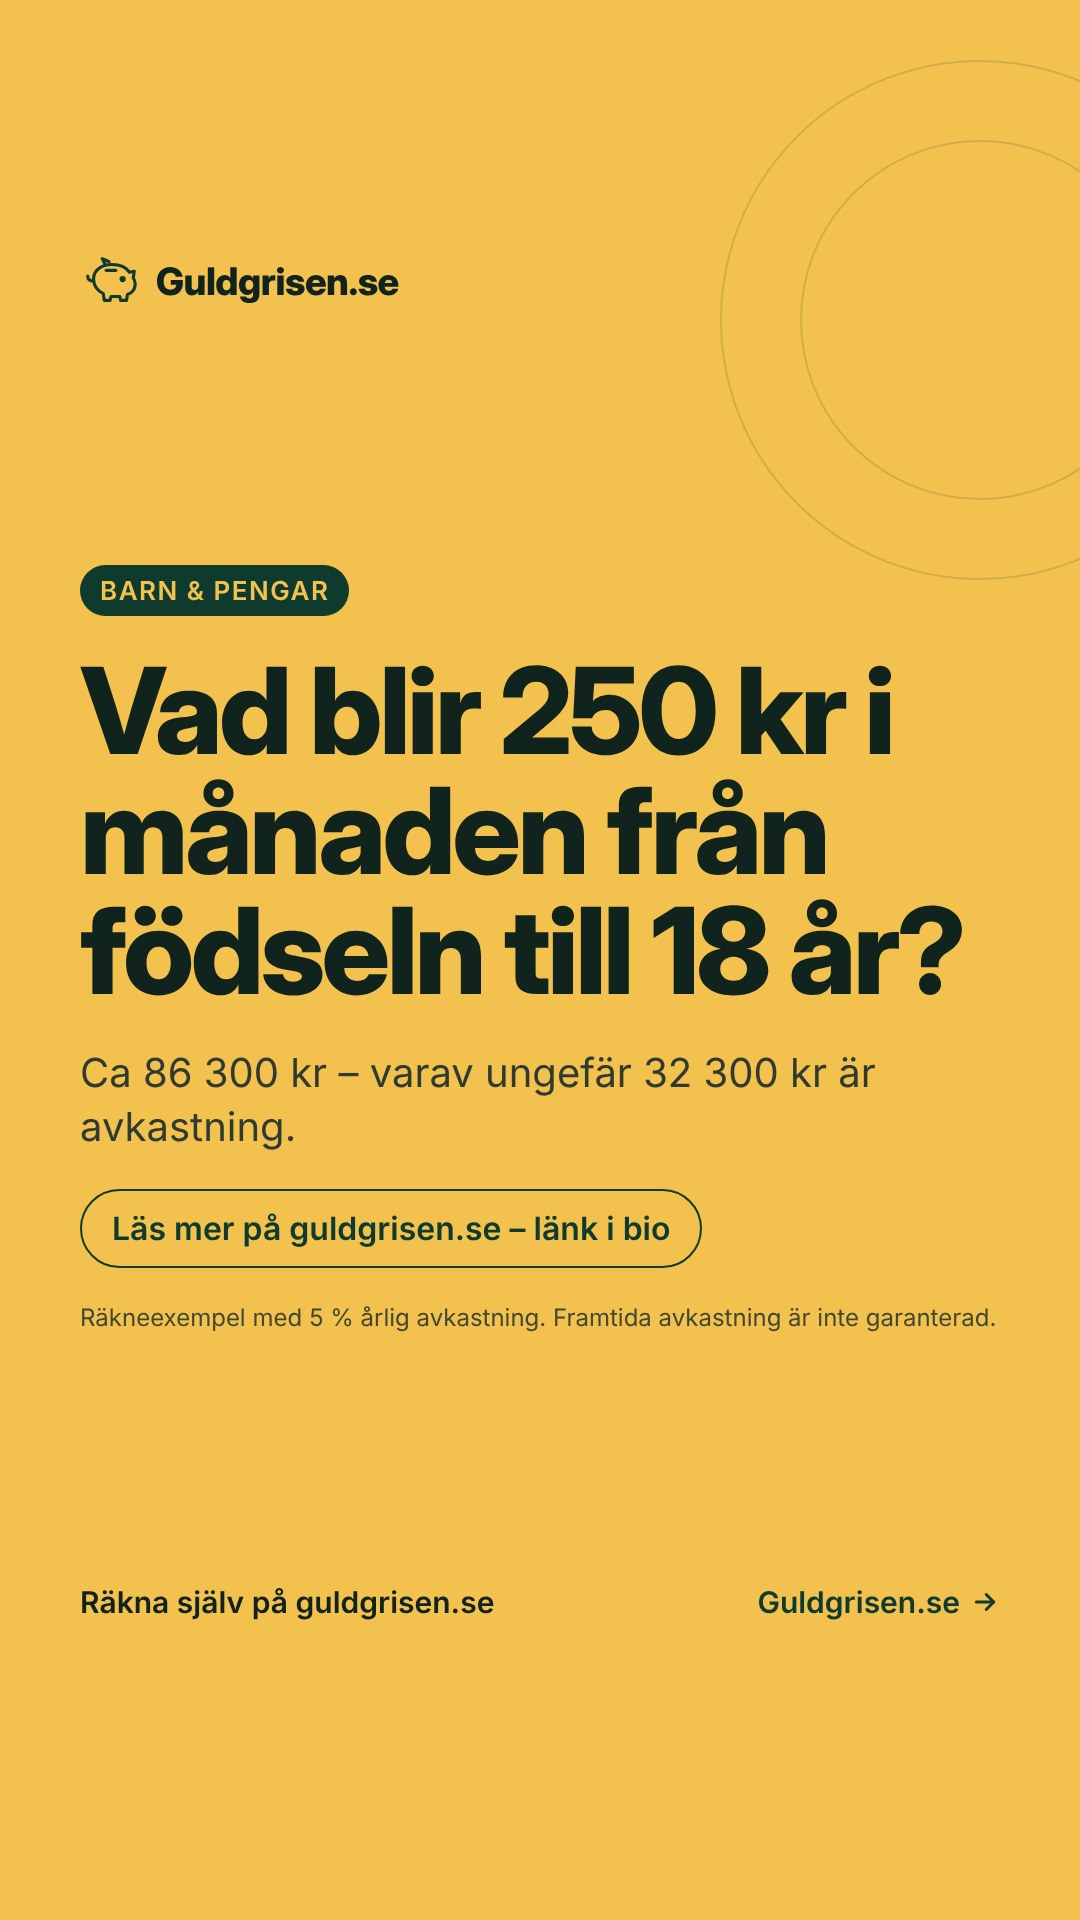 Guldgrisen.se
BARN & PENGAR
Vad blir 250 kr i
månaden från
födseln till 18 år?
Ca 86 300 kr – varav ungefär 32 300 kr är
avkastning.
Läs mer på guldgrisen.se – länk i bio
Räkneexempel med 5 % årlig avkastning. Framtida avkastning är inte garanterad.
Räkna själv på guldgrisen.se
Guldgrisen.se →